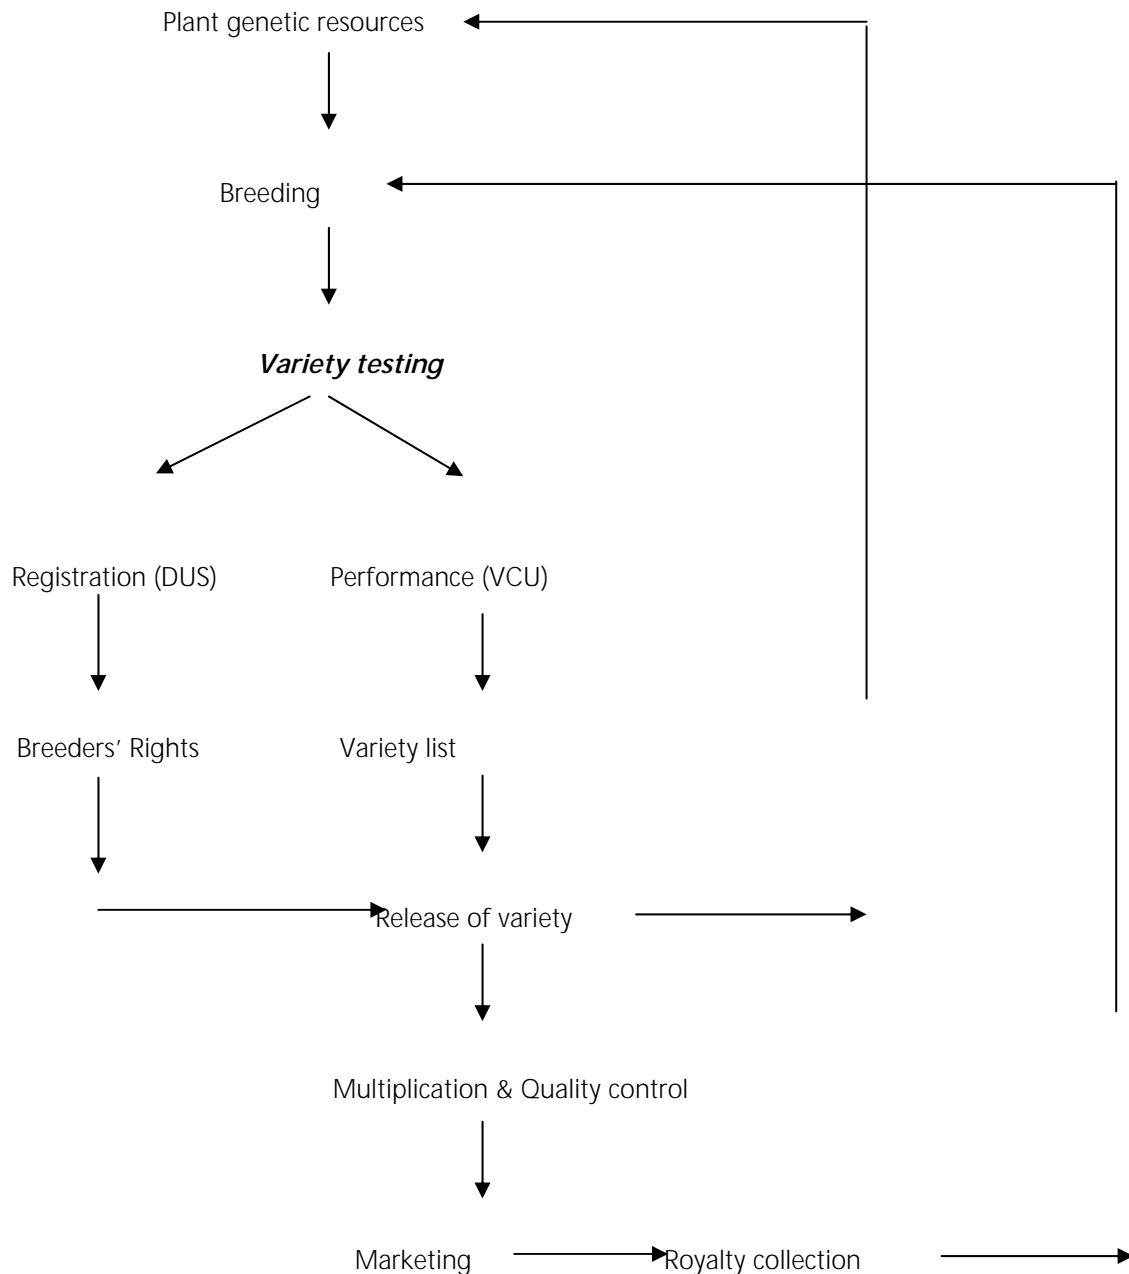 Plant genetic resources
Breeding
Variety testing
Registration (DUS)
Performance (VCU)
Breeders’ Rights
Variety list
Release of variety
Multiplication & Quality control
Marketing
Royalty collection